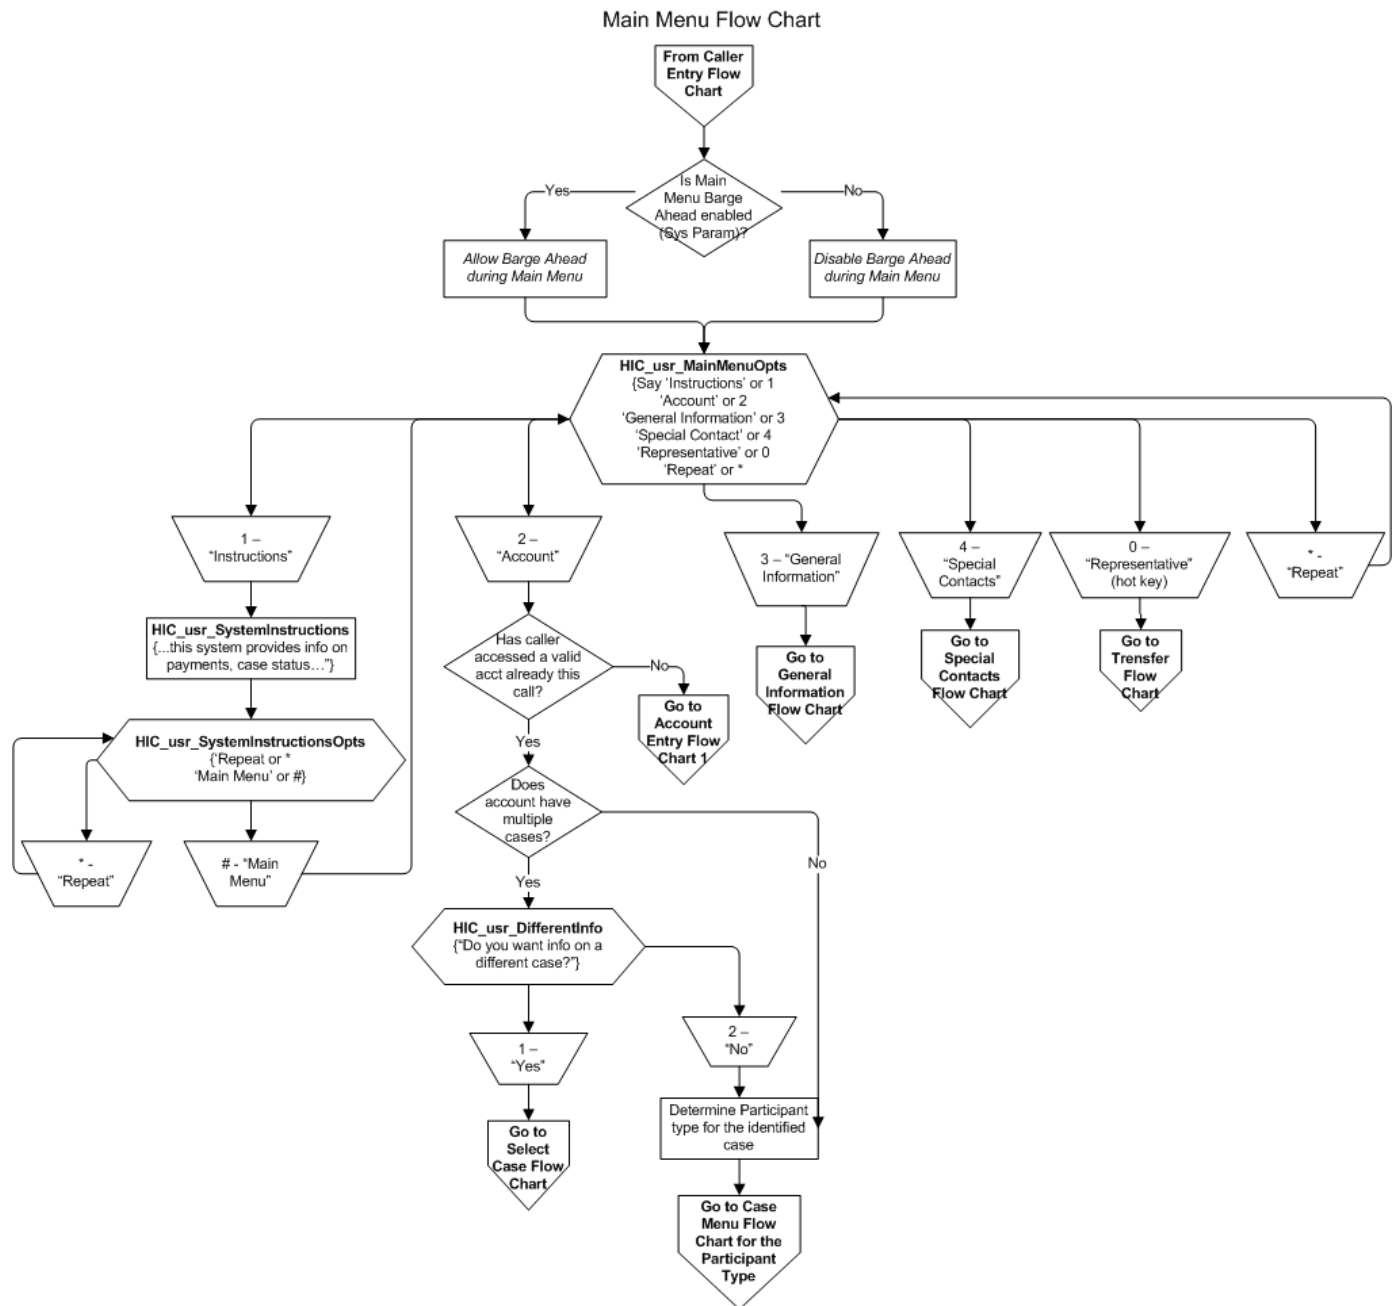 Main Menu Flow Chart
From Caller
Entry Flow
Chart
Is Main
Menu Barge
Ahead enabled
(Sys Param)?
Yes
No
Allow Barge Ahead
during Main Menu
Disable Barge Ahead
during Main Menu
HIC_usr_MainMenuOpts
{Say ‘Instructions’ or 1
‘Account’ or 2
‘General Information’ or 3
‘Special Contact’ or 4
‘Representative’ or 0
‘Repeat’ or *
1 –
“Instructions”
2 –
“Account”
3 – “General
Information”
4 –
“Special
Contacts”
0 –
“Representative”
(hot key)
* -
“Repeat”
HIC_usr_SystemInstructions
{...this system provides info on
payments, case status…”}
Has caller
accessed a valid
acct already this
call?
No
Go to
Account
Entry Flow
Chart 1
Go to
General
Information
Flow Chart
Go to
Special
Contacts
Flow Chart
Go to
Trensfer
Flow
Chart
HIC_usr_SystemInstructionsOpts
{‘Repeat or *
‘Main Menu’ or #}
Yes
Does
account have
multiple
cases?
No
* -
“Repeat”
# - “Main
Menu”
Yes
HIC_usr_DifferentInfo
{“Do you want info on a
different case?”}
1 –
“Yes”
2 –
“No”
Determine Participant
type for the identified
case
Go to
Select
Case Flow
Chart
Go to Case
Menu Flow
Chart for the
Participant
Type